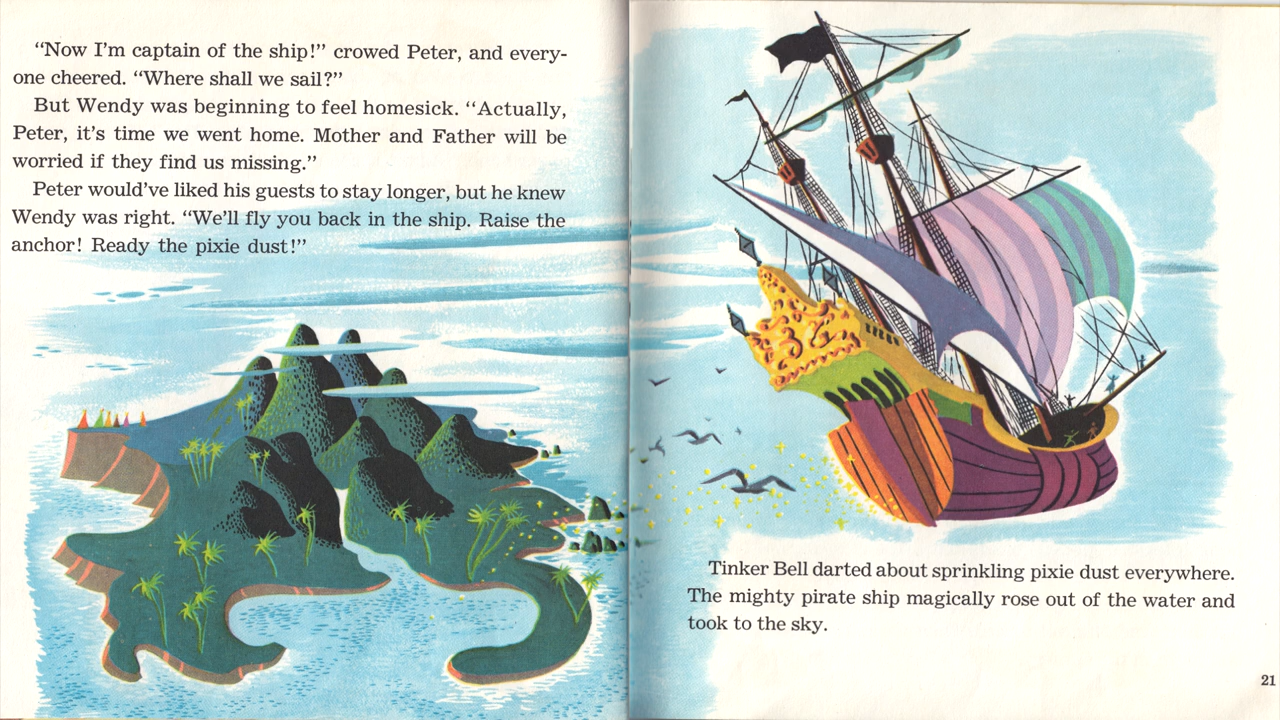 “Now I’m captain of the ship!” crowed Peter, and every-
one cheered. “Where shall we sail?”
But Wendy was beginning to feel homesick. “Actually,
Peter, it’s time we went home. Mother and Father will be
worried if they find us missing.”
Peter would’ve liked his guests to stay longer, but he knew
Wendy was right. “We’ll fly you back in the ship. Raise the
anchor! Ready the pixie dust!”
Tinker Bell darted about sprinkling pixie dust everywhere.
The mighty pirate ship magically rose out of the water and
took to the sky.
21